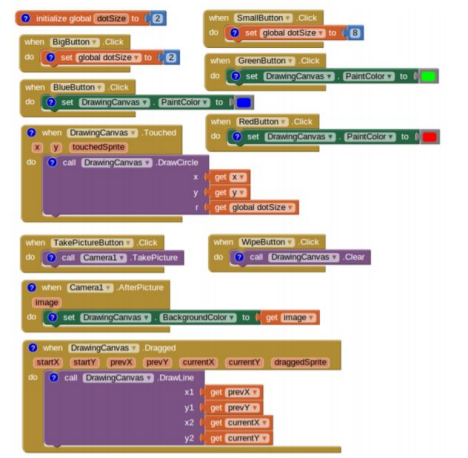 initialize global dotSize to 2
when SmallButton .Click
do set global dotSize to 8
when BigButton .Click
do set global dotSize to 2
when GreenButton .Click
do set DrawingCanvas . PaintColor to
when BlueButton .Click
do set DrawingCanvas . PaintColor to
when RedButton .Click
do set DrawingCanvas . PaintColor to
when DrawingCanvas .Touched
x y touchedSprite
do call DrawingCanvas .DrawCircle
x get x
y get y
r get global dotSize
when TakePictureButton .Click
do call Camera1 .TakePicture
when WipeButton .Click
do call DrawingCanvas .Clear
when Camera1 .AfterPicture
image
do set DrawingCanvas . BackgroundColor to get image
when DrawingCanvas .Dragged
startX startY prevX prevY currentX currentY draggedSprite
do call DrawingCanvas .DrawLine
x1 get prevX
y1 get prevY
x2 get currentX
y2 get currentY